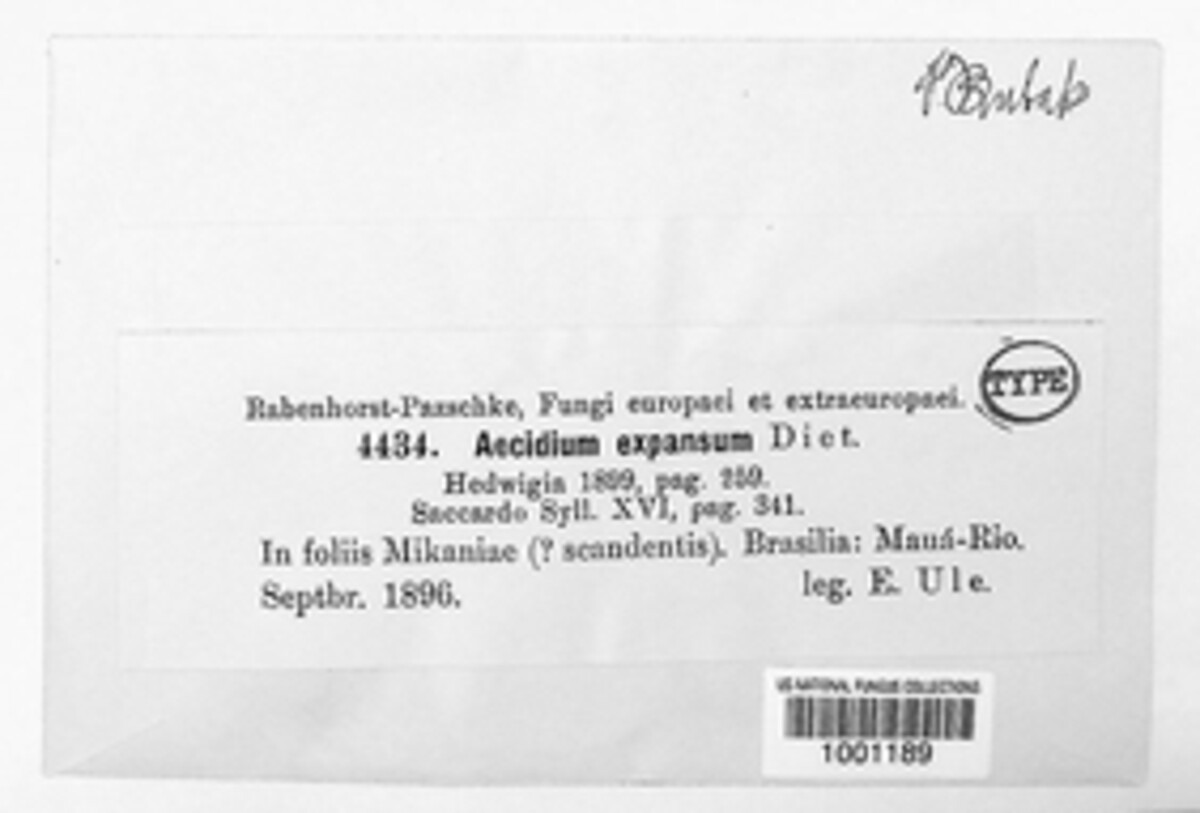 TYPE
Rabenhorst-Pazschke, Fungi europaei et extraeuropaei.
4434. Aecidium expansum Diet.
Hedwigia 1899, pag. 259.
Saccardo Syll. XVI, pag. 341.
In foliis Mikaniae (? scandentis). Brasilia: Mauá-Rio.
Septbr. 1896. leg. E. Ule.
US NATIONAL FUNGUS COLLECTIONS
1001189